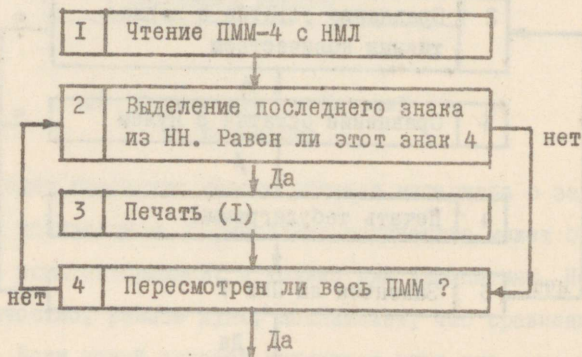 I Чтение ПММ-4 с НМЛ
2 Выделение последнего знака
из НН. Равен ли этот знак 4
нет
Да
3 Печать (I)
нет
4 Пересмотрен ли весь ПММ ?
Да